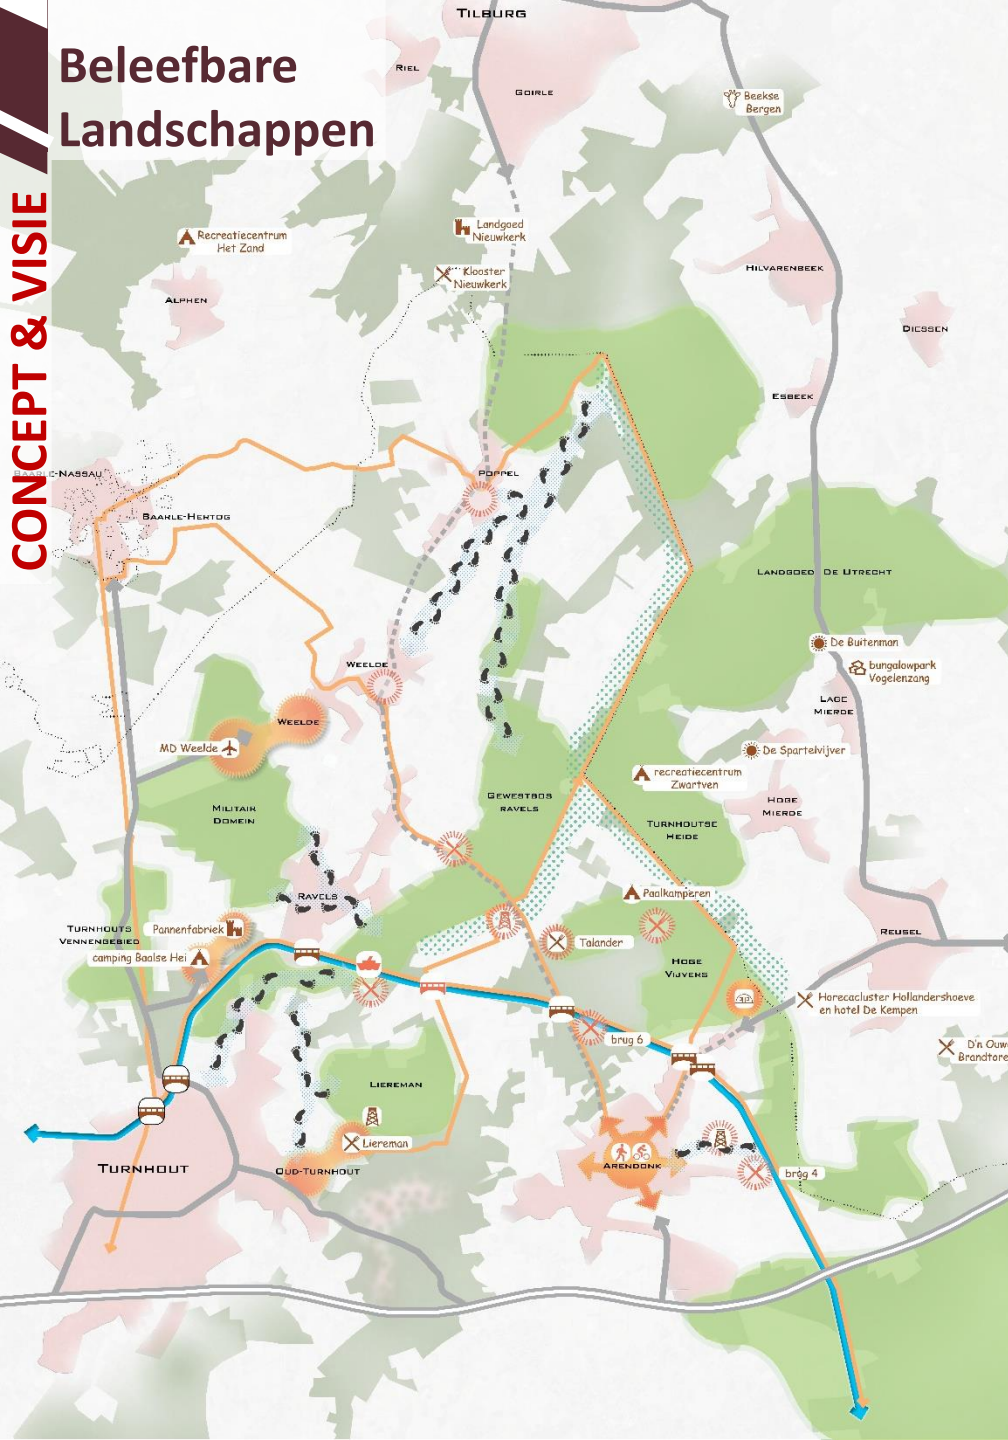 Beleefbare
Landschappen
CONCEPT & VISIE
TILBURG
RIEL
GOIRLE
Beekse
Bergen
Landgoed
Nieuwkerk
Recreatiecentrum
Het Zand
Klooster
Nieuwkerk
HILVARENBEEK
ALPHEN
DIESSEN
ESBEEK
BAARLE-NASSAU
POPPEL
BAARLE-HERTOG
LANDGOED DE UTRECHT
De Buitenman
WEELDE
bungalowpark
Vogelenzang
LAGE
MIERDE
WEELDE
MD Weelde
De Spartelvijver
recreatiecentrum
Zwartven
GEWESTBOS
RAVELS
HOGE
MIERDE
MILITAIR
DOMEIN
TURNHOUTSE
HEIDE
RAVELS
Paalkamperen
Pannenfabriek
TURNHOUTS
VENNENGEBIED
REUSEL
Talander
camping Baalse Hei
HOGE
VIJVERS
Horecacluster Hollandershoeve
en hotel De Kempen
brug 6
D'n Ouw
Brandtore
LIEREMAN
Liereman
TURNHOUT
OUD-TURNHOUT
ARENDONK
brug 4